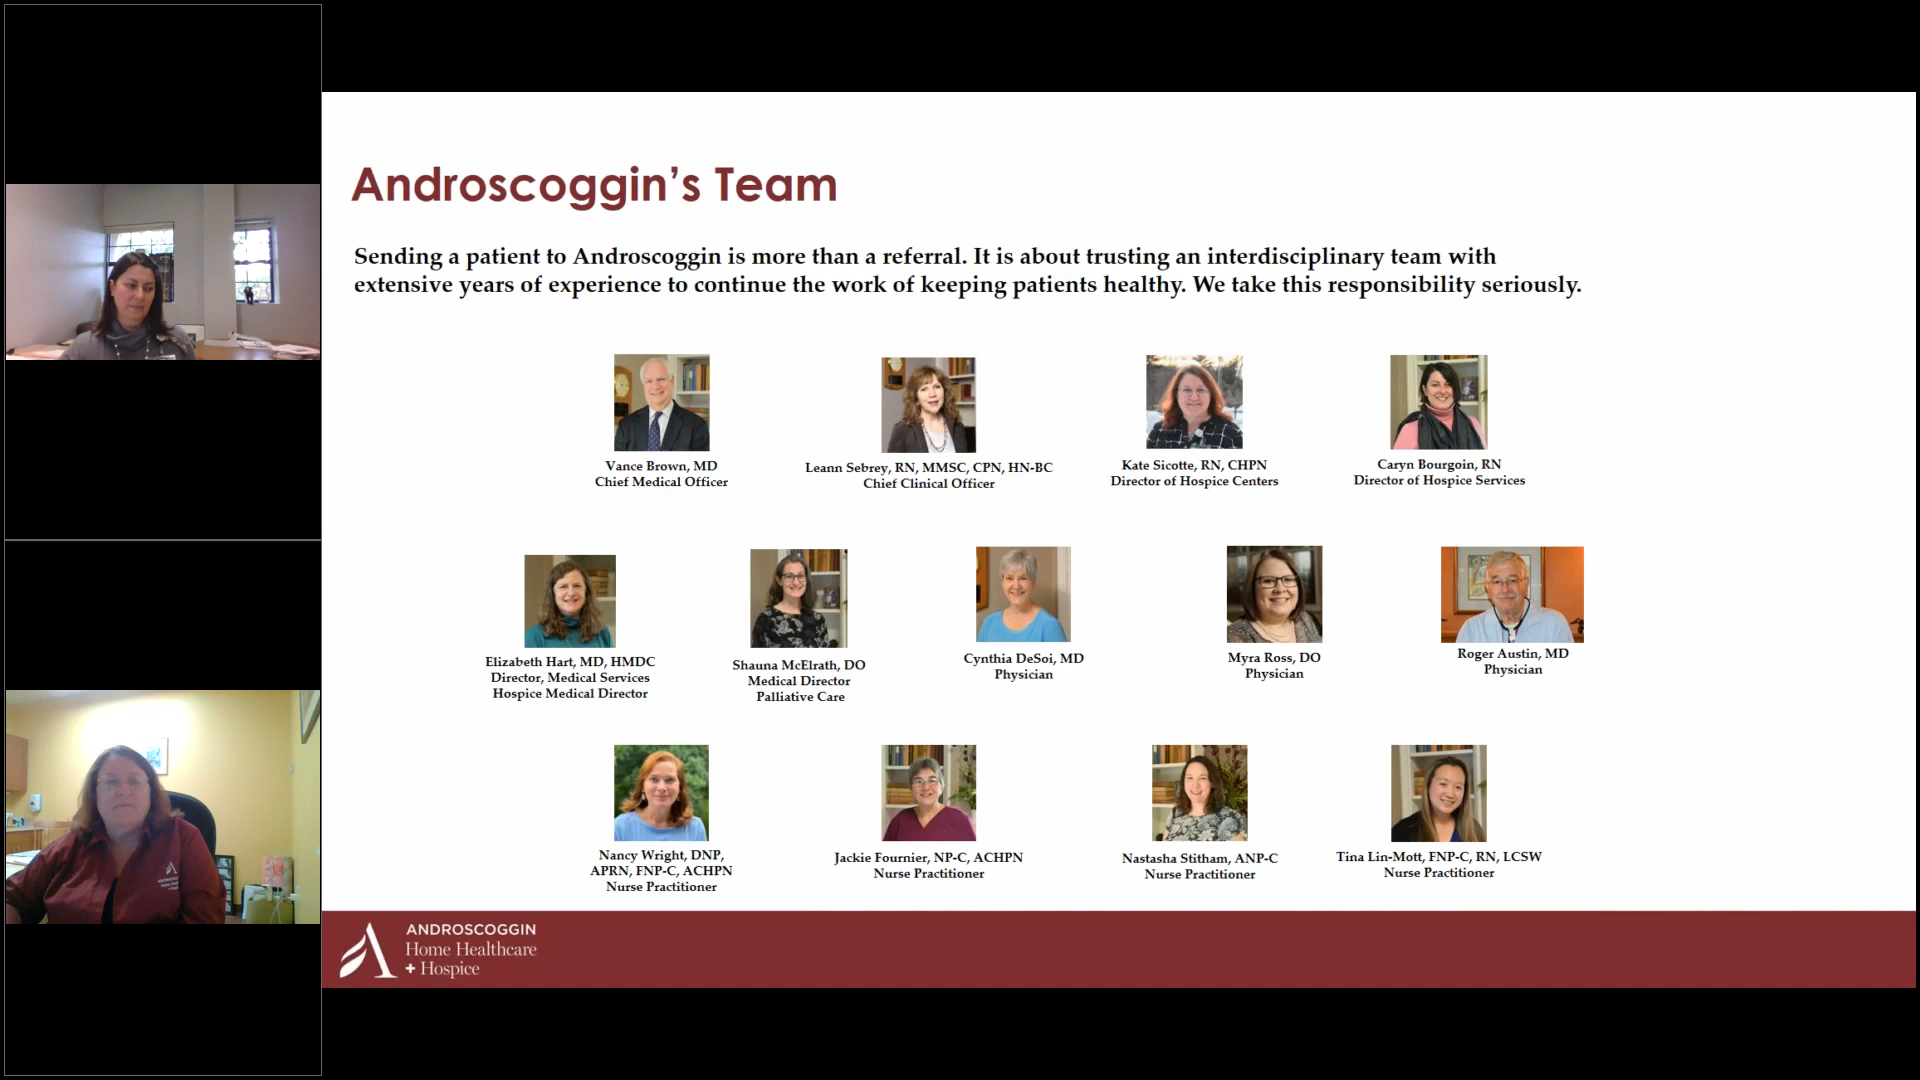 Androscoggin's Team
Sending a patient to Androscoggin is more than a referral. It is about trusting an interdisciplinary team with
extensive years of experience to continue the work of keeping patients healthy. We take this responsibility seriously.
Vance Brown, MD
Chief Medical Officer
Leann Sebrey, RN, MMSC, CPN, HN-BC
Chief Clinical Officer
Kate Sicotte, RN, CHPN
Director of Hospice Centers
Caryn Bourgoin, RN
Director of Hospice Services
Elizabeth Hart, MD, HMDC
Director, Medical Services
Hospice Medical Director
Shauna McElrath, DO
Medical Director
Palliative Care
Cynthia DeSoi, MD
Physician
Myra Ross, DO
Physician
Roger Austin, MD
Physician
Nancy Wright, DNP,
APRN, FNP-C, ACHPN
Nurse Practitioner
Jackie Fournier, NP-C, ACHPN
Nurse Practitioner
Nastasha Stitham, ANP-C
Nurse Practitioner
Tina Lin-Mott, FNP-C, RN, LCSW
Nurse Practitioner
ANDROSCOGGIN
Home Healthcare
+ Hospice